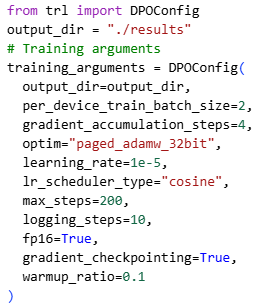 from trl import DPOConfig
output_dir = "./results"
# Training arguments
training_arguments = DPOConfig(
  output_dir=output_dir,
  per_device_train_batch_size=2,
  gradient_accumulation_steps=4,
  optim="paged_adamw_32bit",
  learning_rate=1e-5,
  lr_scheduler_type="cosine",
  max_steps=200,
  logging_steps=10,
  fp16=True,
  gradient_checkpointing=True,
  warmup_ratio=0.1
)